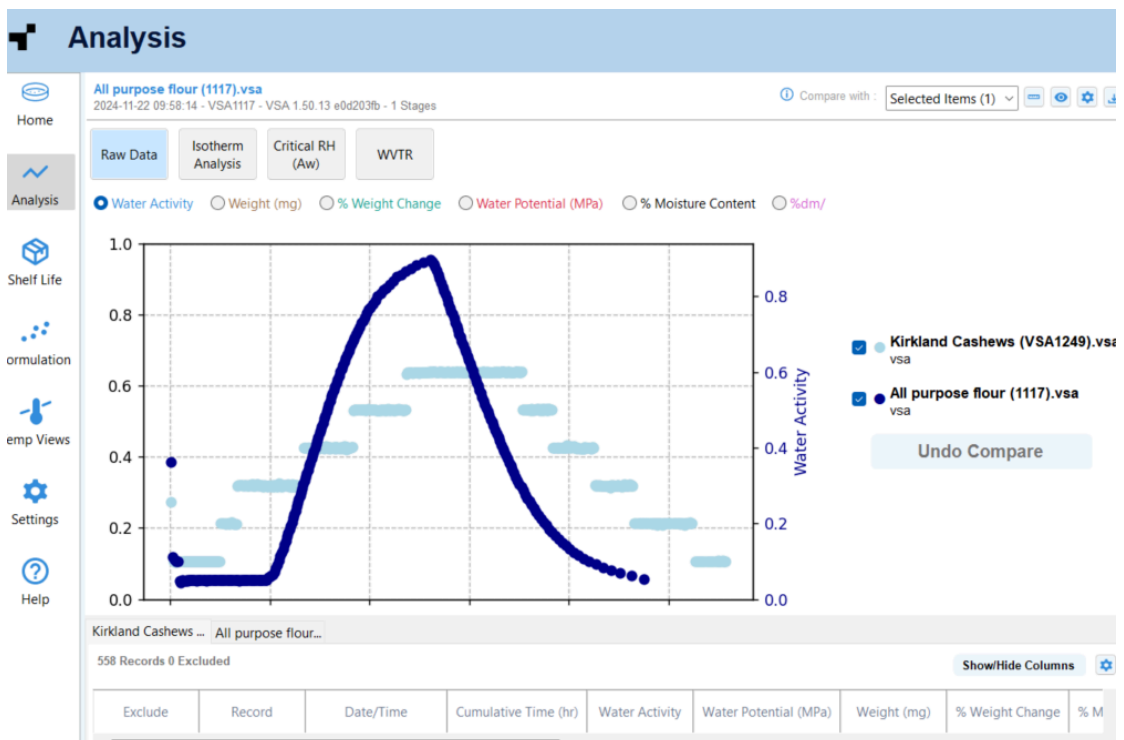 Analysis
All purpose flour (1117).vsa
2024-11-22 09:58:14 - VSA1117 - VSA 1.50.13 e0d203fb - 1 Stages
Compare with :
Selected Items (1)
Home
Analysis
Shelf Life
ormulation
emp Views
Settings
Help
Raw Data
Isotherm
Analysis
Critical RH
(Aw)
WVTR
Water Activity
Weight (mg)
% Weight Change
Water Potential (MPa)
% Moisture Content
%dm/
1.0
0.8
0.6
0.4
0.2
0.0
0.8
0.6
0.4
0.2
0.0
Water Activity
Kirkland Cashews (VSA1249).vsa
vsa
All purpose flour (1117).vsa
vsa
Undo Compare
Kirkland Cashews ...
All purpose flour...
558 Records 0 Excluded
Show/Hide Columns
Exclude
Record
Date/Time
Cumulative Time (hr)
Water Activity
Water Potential (MPa)
Weight (mg)
% Weight Change
% M